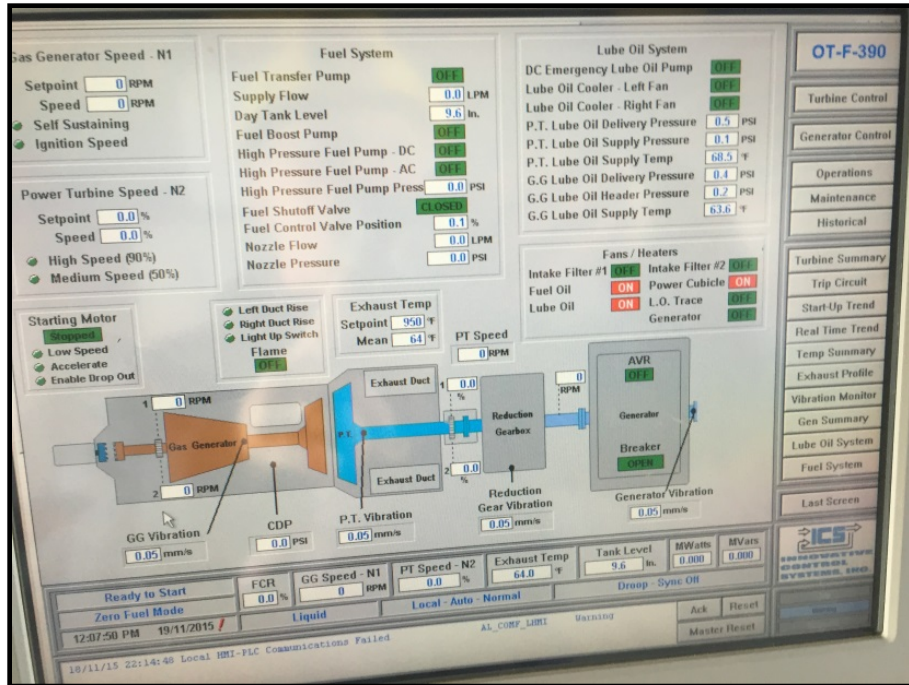 Gas Generator Speed - N1
Setpoint 0 RPM
Speed 0 RPM
Self Sustaining
Ignition Speed
Power Turbine Speed - N2
Setpoint 0.0 %
Speed 0.0 %
High Speed (90%)
Medium Speed (50%)
Fuel System
Fuel Transfer Pump OFF
Supply Flow 0.0 LPM
Day Tank Level 9.6 In.
Fuel Boost Pump OFF
High Pressure Fuel Pump - DC OFF
High Pressure Fuel Pump - AC OFF
High Pressure Fuel Pump Press 0.0 PSI
Fuel Shutoff Valve CLOSED
Fuel Control Valve Position 0.1 %
Nozzle Flow 0.0 LPM
Nozzle Pressure 0.0 PSI
Lube Oil System
DC Emergency Lube Oil Pump OFF
Lube Oil Cooler - Left Fan OFF
Lube Oil Cooler - Right Fan OFF
P.T. Lube Oil Delivery Pressure 0.5 PSI
P.T. Lube Oil Supply Pressure 0.1 PSI
P.T. Lube Oil Supply Temp 68.5 °F
G.G Lube Oil Delivery Pressure 0.4 PSI
G.G Lube Oil Header Pressure 0.2 PSI
G.G Lube Oil Supply Temp 63.6 °F
Fans / Heaters
Intake Filter #1 OFF Intake Filter #2 OFF
Fuel Oil ON Power Cubicle ON
Lube Oil ON L.O. Trace OFF
Generator OFF
OT-F-390
Turbine Control
Generator Control
Operations
Maintenance
Historical
Turbine Summary
Trip Circuit
Start-Up Trend
Real Time Trend
Temp Summary
Exhaust Profile
Vibration Monitor
Gen Summary
Lube Oil System
Fuel System
Last Screen
ICS
INNOVATIVE
CONTROL
SYSTEMS, INC.
Starting Motor
Stopped
Low Speed
Accelerate
Enable Drop Out
Left Duct Rise
Right Duct Rise
Light Up Switch
Flame
OFF
Exhaust Temp
Setpoint 950 °F
Mean 64 °F
PT Speed
0 RPM
1 0 RPM
Gas Generator
2 0 RPM
P.T.
Exhaust Duct
Exhaust Duct
1 0.0
%
2 0.0
%
Reduction
Gearbox
0
RPM
AVR
OFF
Generator
Breaker
OPEN
GG Vibration
0.05 mm/s
CDP
0.0 PSI
P.T. Vibration
0.05 mm/s
Reduction
Gear Vibration
0.05 mm/s
Generator Vibration
0.05 mm/s
Ready to Start
Zero Fuel Mode
FCR
0.0 %
GG Speed - N1
0 RPM
PT Speed - N2
0.0 %
Exhaust Temp
64.0 °F
Tank Level
9.6 In.
MWatts
0.000
MVars
0.000
Liquid
Local - Auto - Normal
Droop - Sync Off
12:07:50 PM 19/11/2015 !
Ack Reset
Master Reset
18/11/15 22:14:48 Local HMI-PLC Communications Failed AL_COMF_LHMI Warning